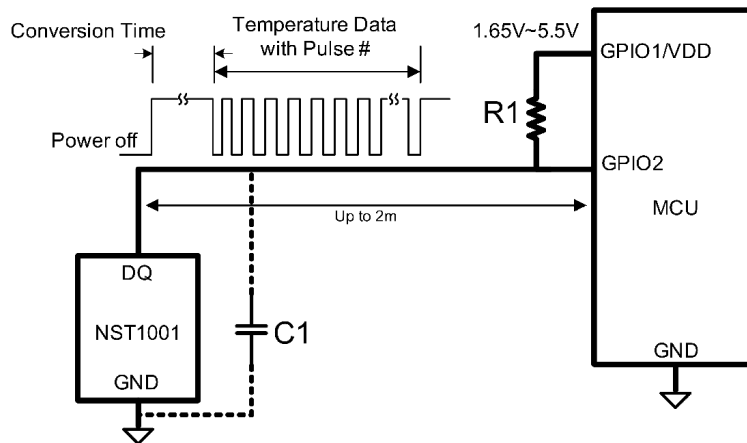 Temperature Data
with Pulse #
Conversion Time
1.65V~5.5V
GPIO1/VDD
R1
Power off
GPIO2
MCU
Up to 2m
DQ
NST1001
C1
GND
GND